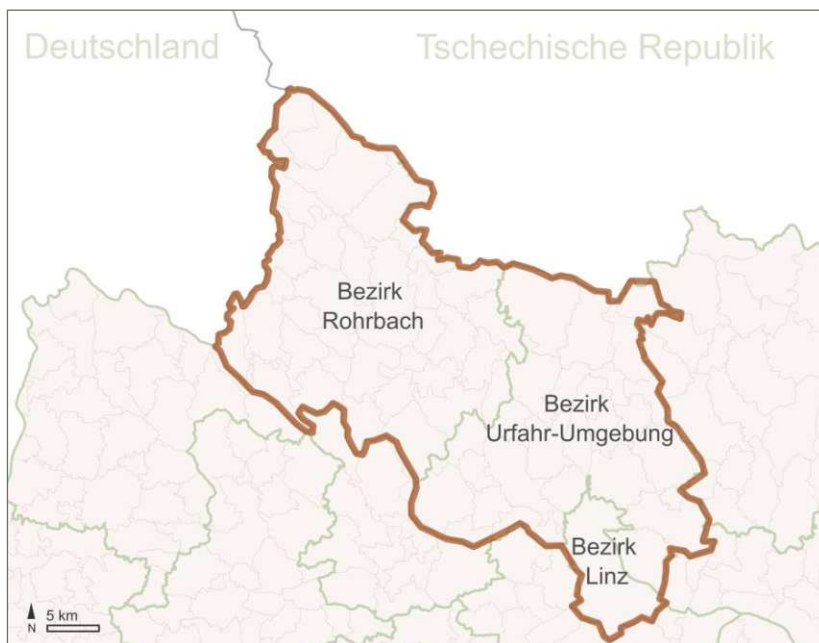 Deutschland
Tschechische Republik
Bezirk
Rohrbach
Bezirk
Urfahr-Umgebung
Bezirk
Linz
N
5 km